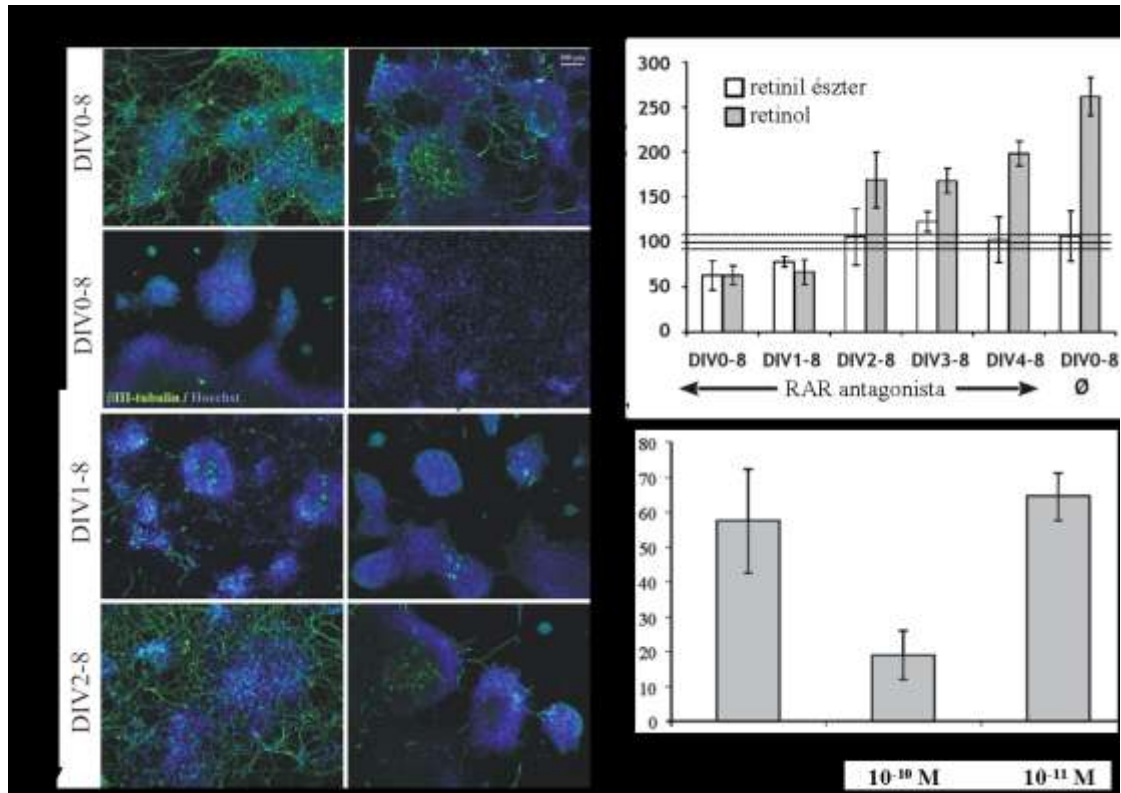 DIV0-8
DIV0-8
DIV1-8
DIV2-8
βIII-tubulin / Hoechst
300
250
200
150
100
50
0
retinil észter
retinol
DIV0-8 DIV1-8 DIV2-8 DIV3-8 DIV4-8 DIV0-8
RAR antagonista Ø
80
70
60
50
40
30
20
10
0
10⁻¹⁰ M 10⁻¹¹ M